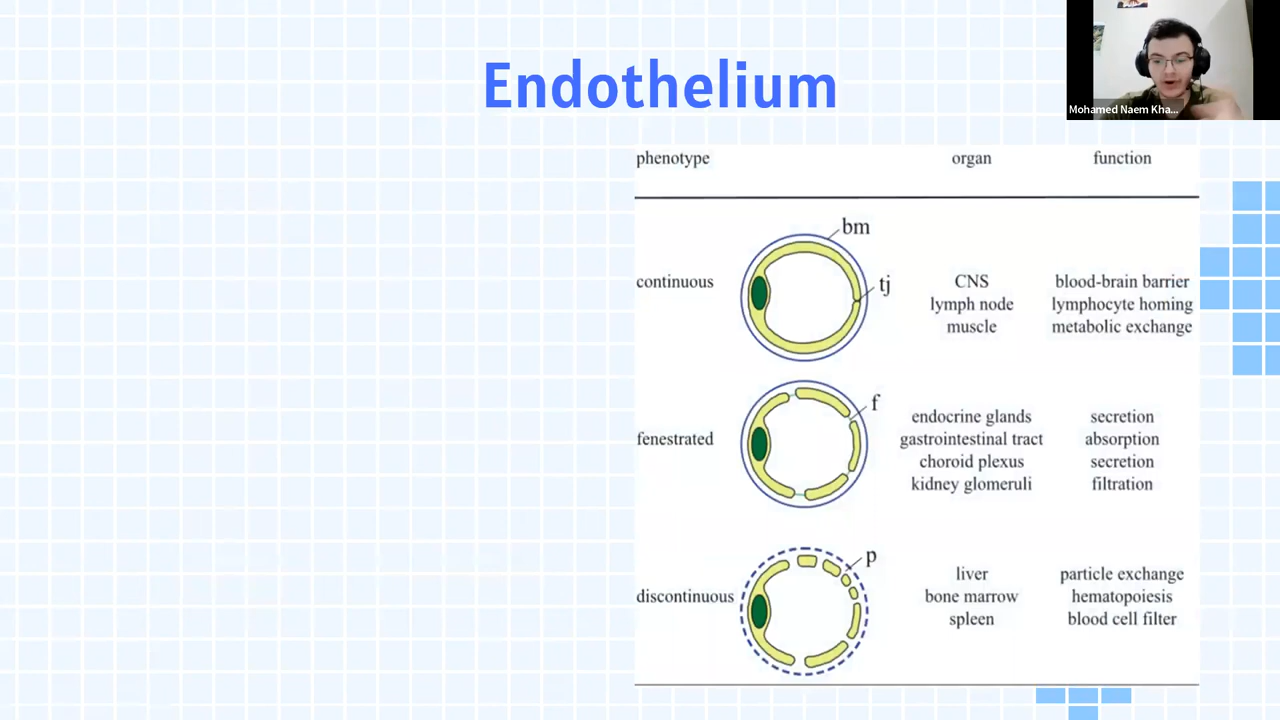 Endothelium
Mohamed Naem Kha...
phenotype organ function
bm
continuous
tj
CNS blood-brain barrier
lymph node lymphocyte homing
muscle metabolic exchange
f
fenestrated
endocrine glands secretion
gastrointestinal tract absorption
choroid plexus secretion
kidney glomeruli filtration
p
discontinuous
liver particle exchange
bone marrow hematopoiesis
spleen blood cell filter